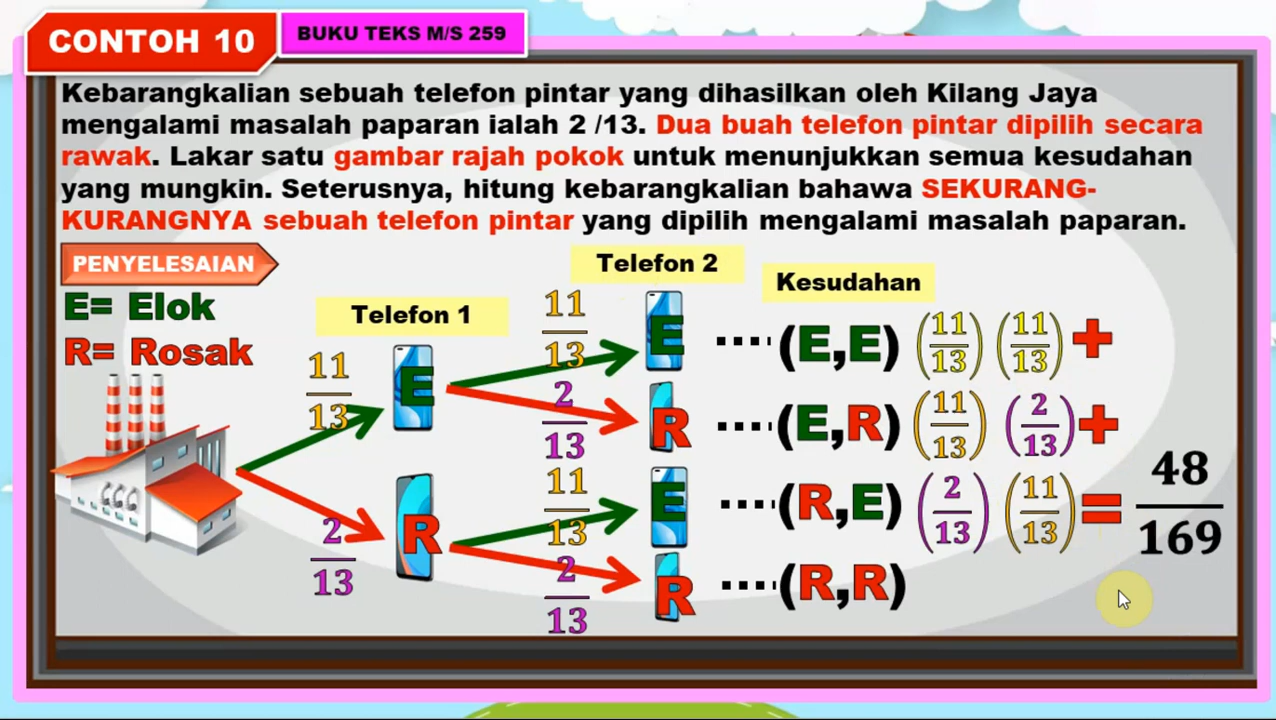 CONTOH 10
BUKU TEKS M/S 259
Kebarangkalian sebuah telefon pintar yang dihasilkan oleh Kilang Jaya
mengalami masalah paparan ialah 2 /13. Dua buah telefon pintar dipilih secara
rawak. Lakar satu gambar rajah pokok untuk menunjukkan semua kesudahan
yang mungkin. Seterusnya, hitung kebarangkalian bahawa SEKURANG-
KURANGNYA sebuah telefon pintar yang dipilih mengalami masalah paparan.
PENYELESAIAN
E= Elok
R= Rosak
Telefon 1
11/13
E
2/13
R
Telefon 2
11/13
E
2/13
R
11/13
E
2/13
R
Kesudahan
····(E,E) (11/13) (11/13) +
····(E,R) (11/13) (2/13) +
····(R,E) (2/13) (11/13) = 48/169
····(R,R)